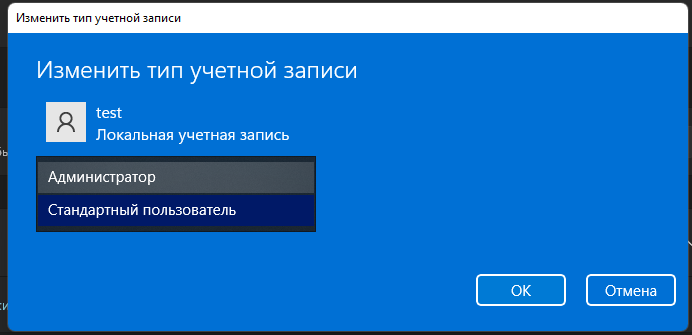 Изменить тип учетной записи
Изменить тип учетной записи
test
Локальная учетная запись
Администратор
Стандартный пользователь
OK
Отмена